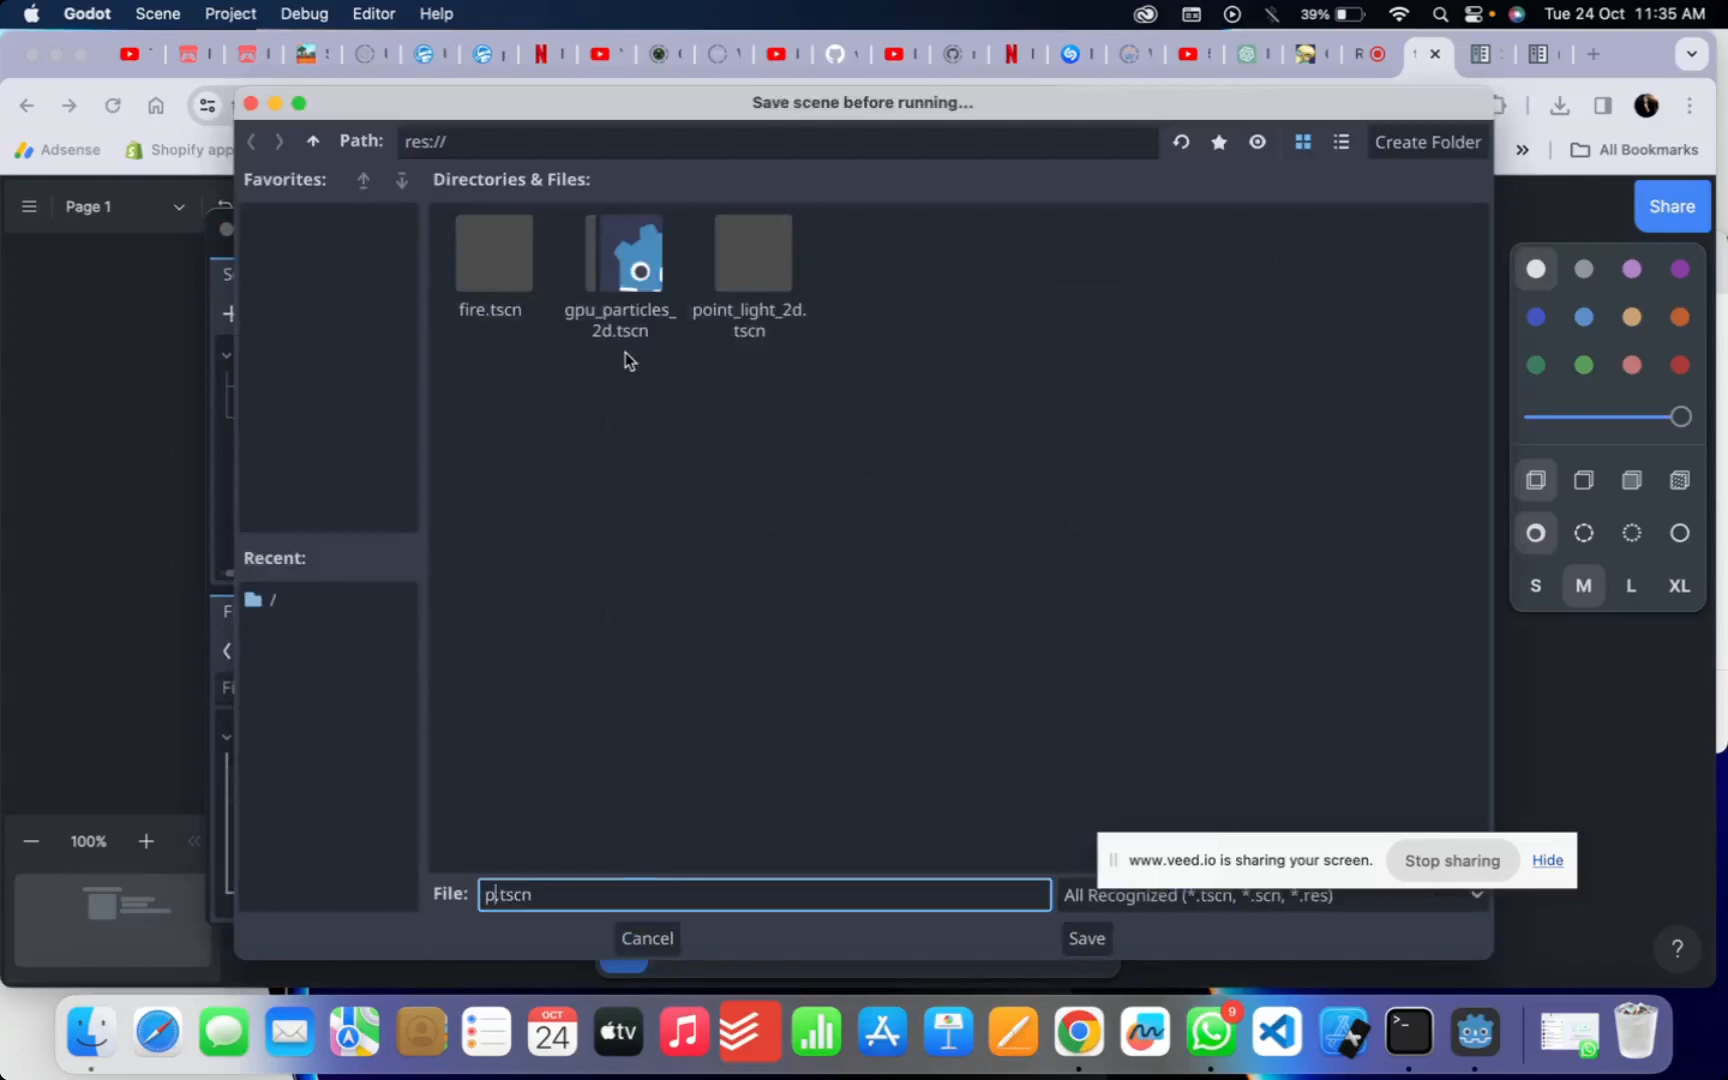 Godot Scene Project Debug Editor Help 39% Tue 24 Oct 11:35 AM
Save scene before running...
Path: res:// Create Folder
Adsense Shopify app » All Bookmarks
Favorites: Directories & Files:
Page 1 Share
fire.tscn
gpu_particles_
2d.tscn
point_light_2d.
tscn
Recent:
/
S M L XL
100%
www.veed.io is sharing your screen. Stop sharing Hide
File: p.tscn All Recognized (*.tscn, *.scn, *.res)
Cancel Save
?
OCT
24
tv
9